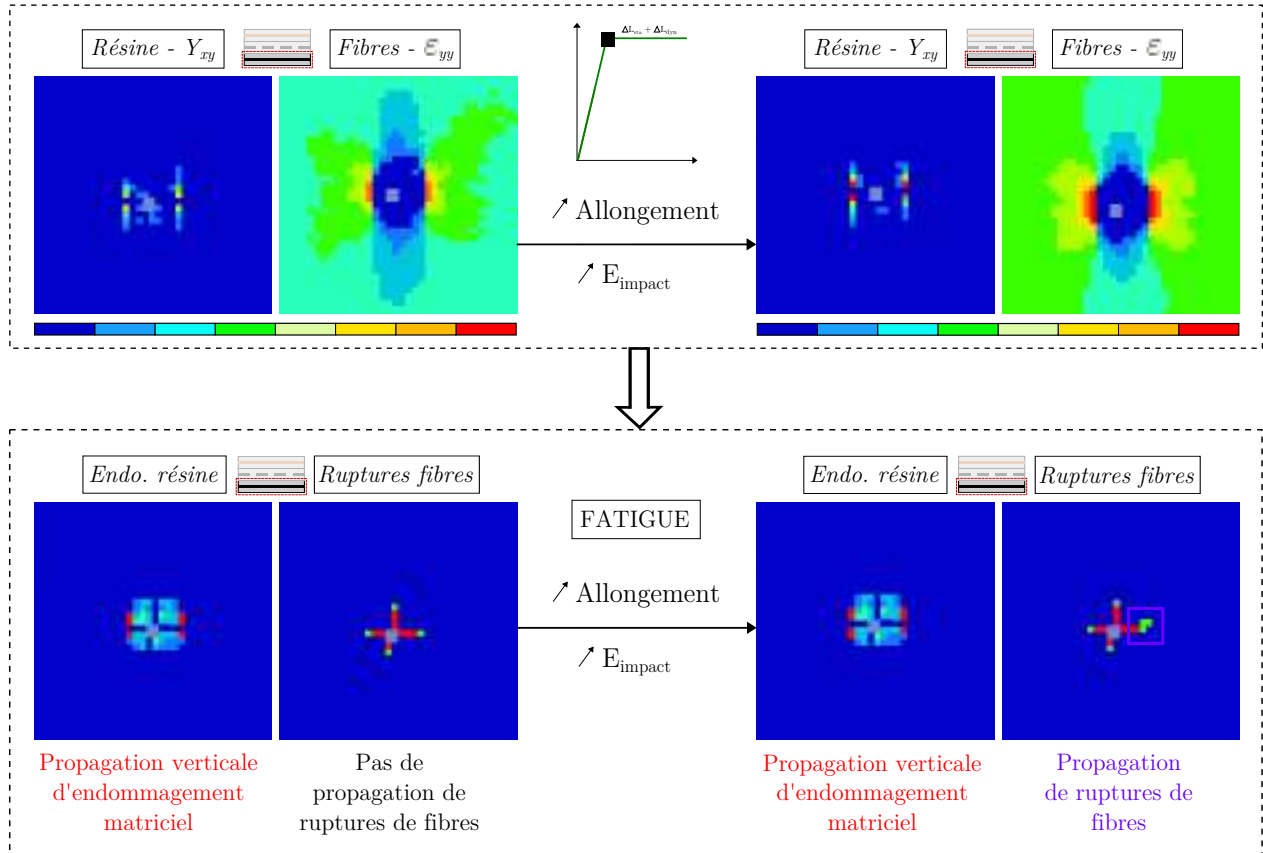 Résine - Yxy
Fibres - εyy
ΔLsta + ΔLdyn
Résine - Yxy
Fibres - εyy
↗ Allongement
↗ Eimpact
Endo. résine
Ruptures fibres
FATIGUE
Endo. résine
Ruptures fibres
↗ Allongement
↗ Eimpact
Propagation verticale
d'endommagement
matriciel
Pas de
propagation de
ruptures de fibres
Propagation verticale
d'endommagement
matriciel
Propagation
de ruptures de
fibres